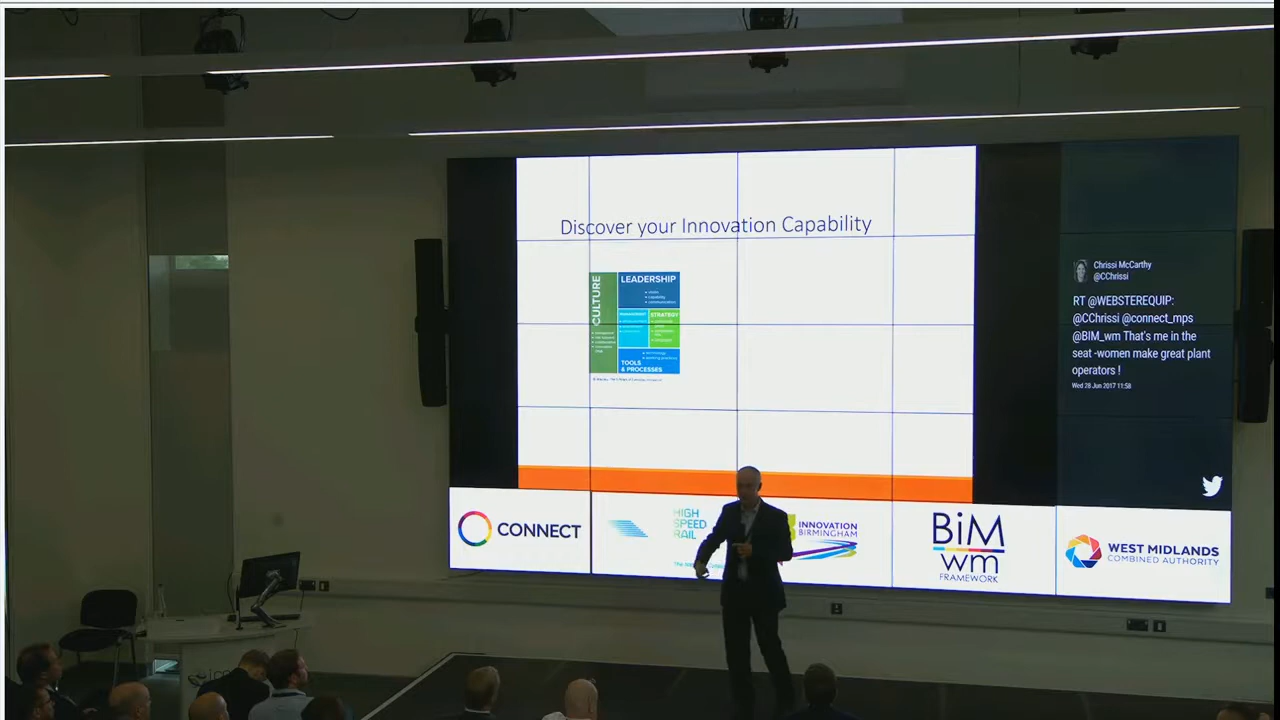 Discover your Innovation Capability
CULTURE
LEADERSHIP
STRATEGY
TOOLS
& PROCESSES
Chrissi McCarthy
@CChrissi
RT @WEBSTEREQUIP:
@CChrissi @connect_mps
@BIM_wm That's me in the
seat -women make great plant
operators !
Wed 28 Jun 2017 11:58
CONNECT
HIGH
SPEED
RAIL
INNOVATION
BIRMINGHAM
BiM
wm
FRAMEWORK
WEST MIDLANDS
COMBINED AUTHORITY